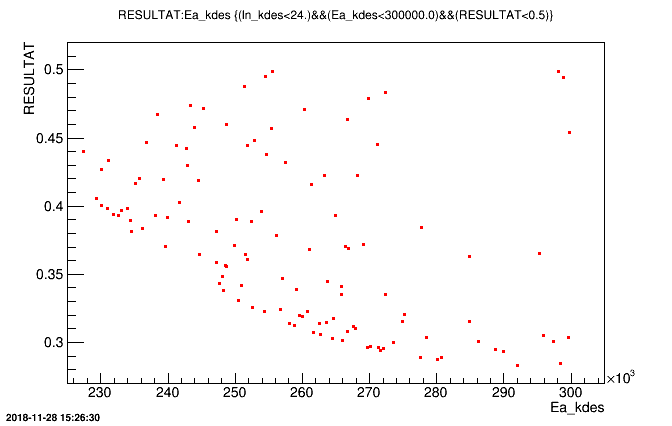 RESULTAT:Ea_kdes {(ln_kdes<24.)&&(Ea_kdes<300000.0)&&(RESULTAT<0.5)}
RESULTAT
0.5
0.45
0.4
0.35
0.3
230 240 250 260 270 280 290 300
×10³
Ea_kdes
2018-11-28 15:26:30